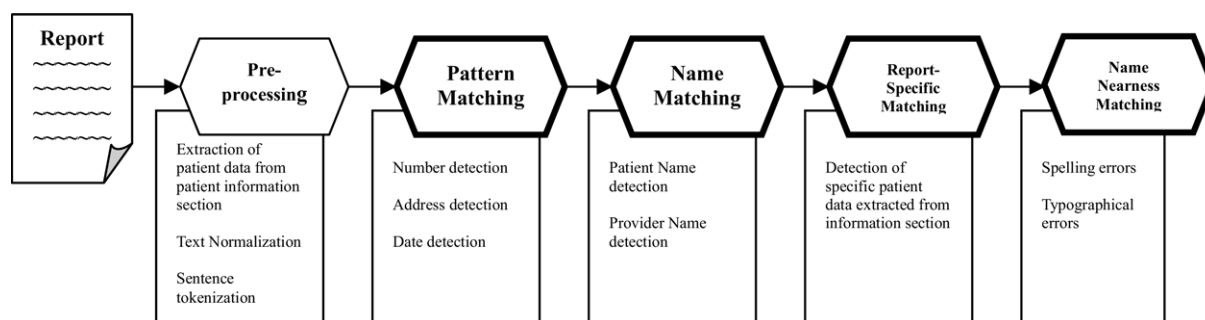 Report
Pre-
processing
Pattern
Matching
Name
Matching
Report-
Specific
Matching
Name
Nearness
Matching
Extraction of
patient data from
patient information
section
Text Normalization
Sentence
tokenization
Number detection
Address detection
Date detection
Patient Name
detection
Provider Name
detection
Detection of
specific patient
data extracted from
information section
Spelling errors
Typographical
errors